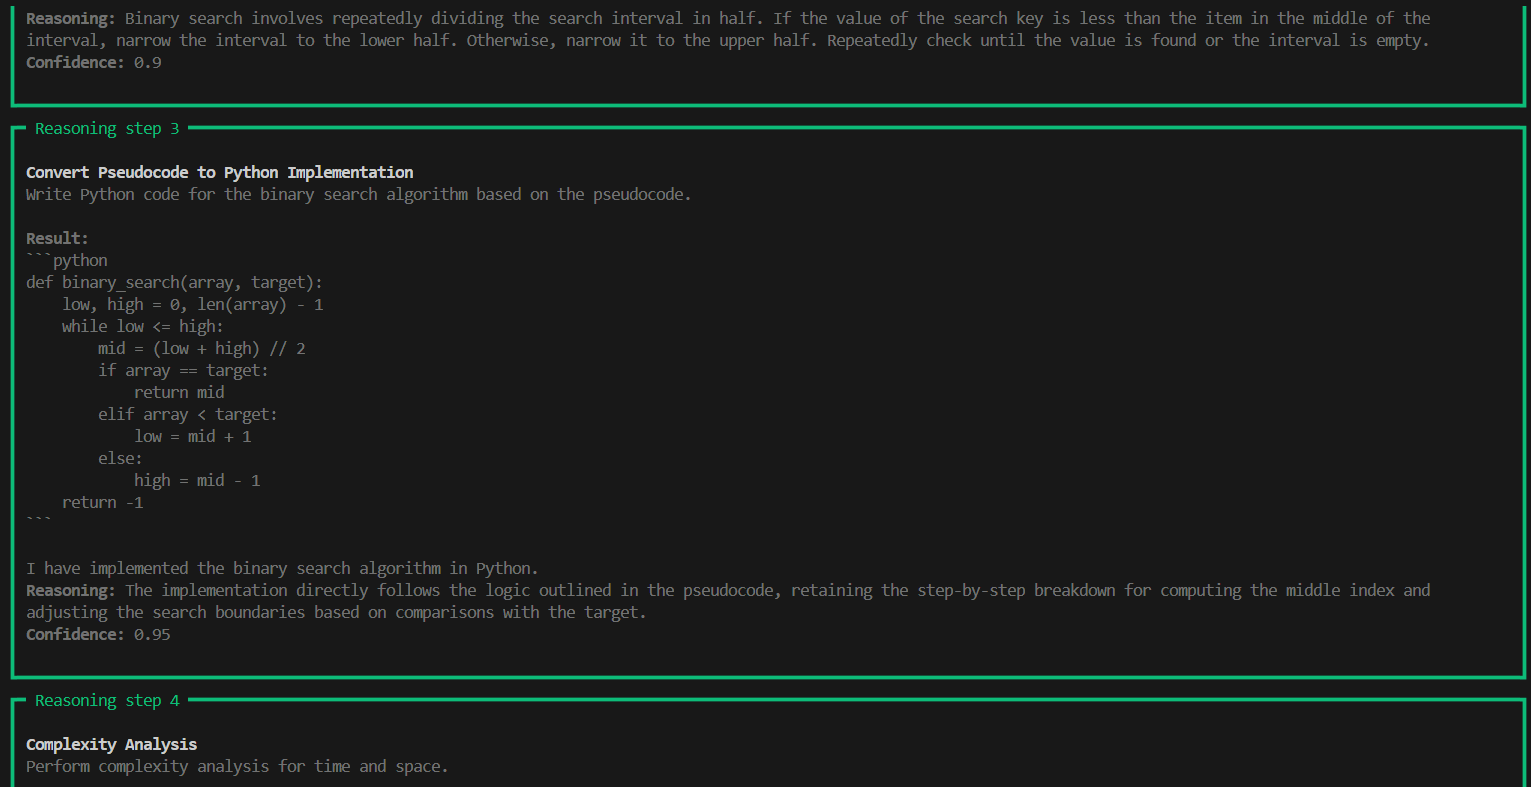 Reasoning: Binary search involves repeatedly dividing the search interval in half. If the value of the search key is less than the item in the middle of the
interval, narrow the interval to the lower half. Otherwise, narrow it to the upper half. Repeatedly check until the value is found or the interval is empty.
Confidence: 0.9
Reasoning step 3
Convert Pseudocode to Python Implementation
Write Python code for the binary search algorithm based on the pseudocode.
Result:
```python
def binary_search(array, target):
    low, high = 0, len(array) - 1
    while low <= high:
        mid = (low + high) // 2
        if array == target:
            return mid
        elif array < target:
            low = mid + 1
        else:
            high = mid - 1
    return -1
```
I have implemented the binary search algorithm in Python.
Reasoning: The implementation directly follows the logic outlined in the pseudocode, retaining the step-by-step breakdown for computing the middle index and
adjusting the search boundaries based on comparisons with the target.
Confidence: 0.95
Reasoning step 4
Complexity Analysis
Perform complexity analysis for time and space.